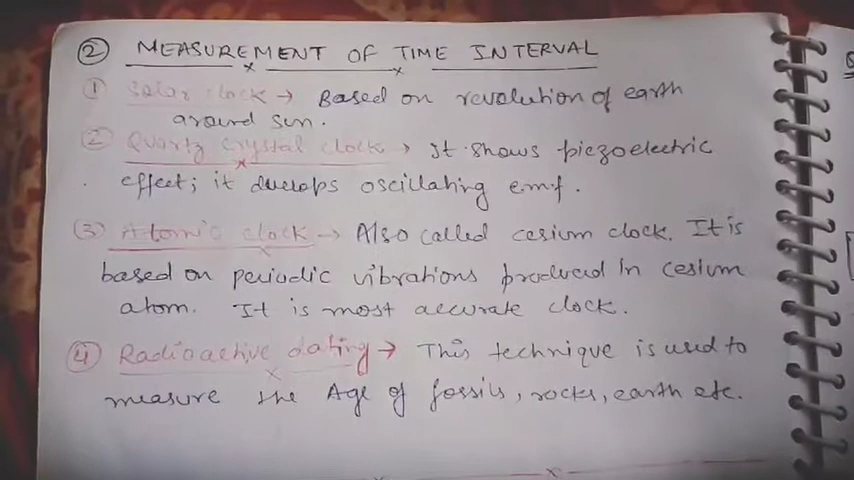 ② MEASUREMENT OF TIME INTERVAL
① Solar clock → Based on revolution of earth
around sun.
② Quartz crystal clock → It shows piezoelectric
effect; it develops oscillating emf.
③ Atomic clock → Also called cesium clock. It is
based on periodic vibrations produced in cesium
atom. It is most accurate clock.
④ Radioactive dating → This technique is used to
measure the Age of fossils, rocks, earth etc.